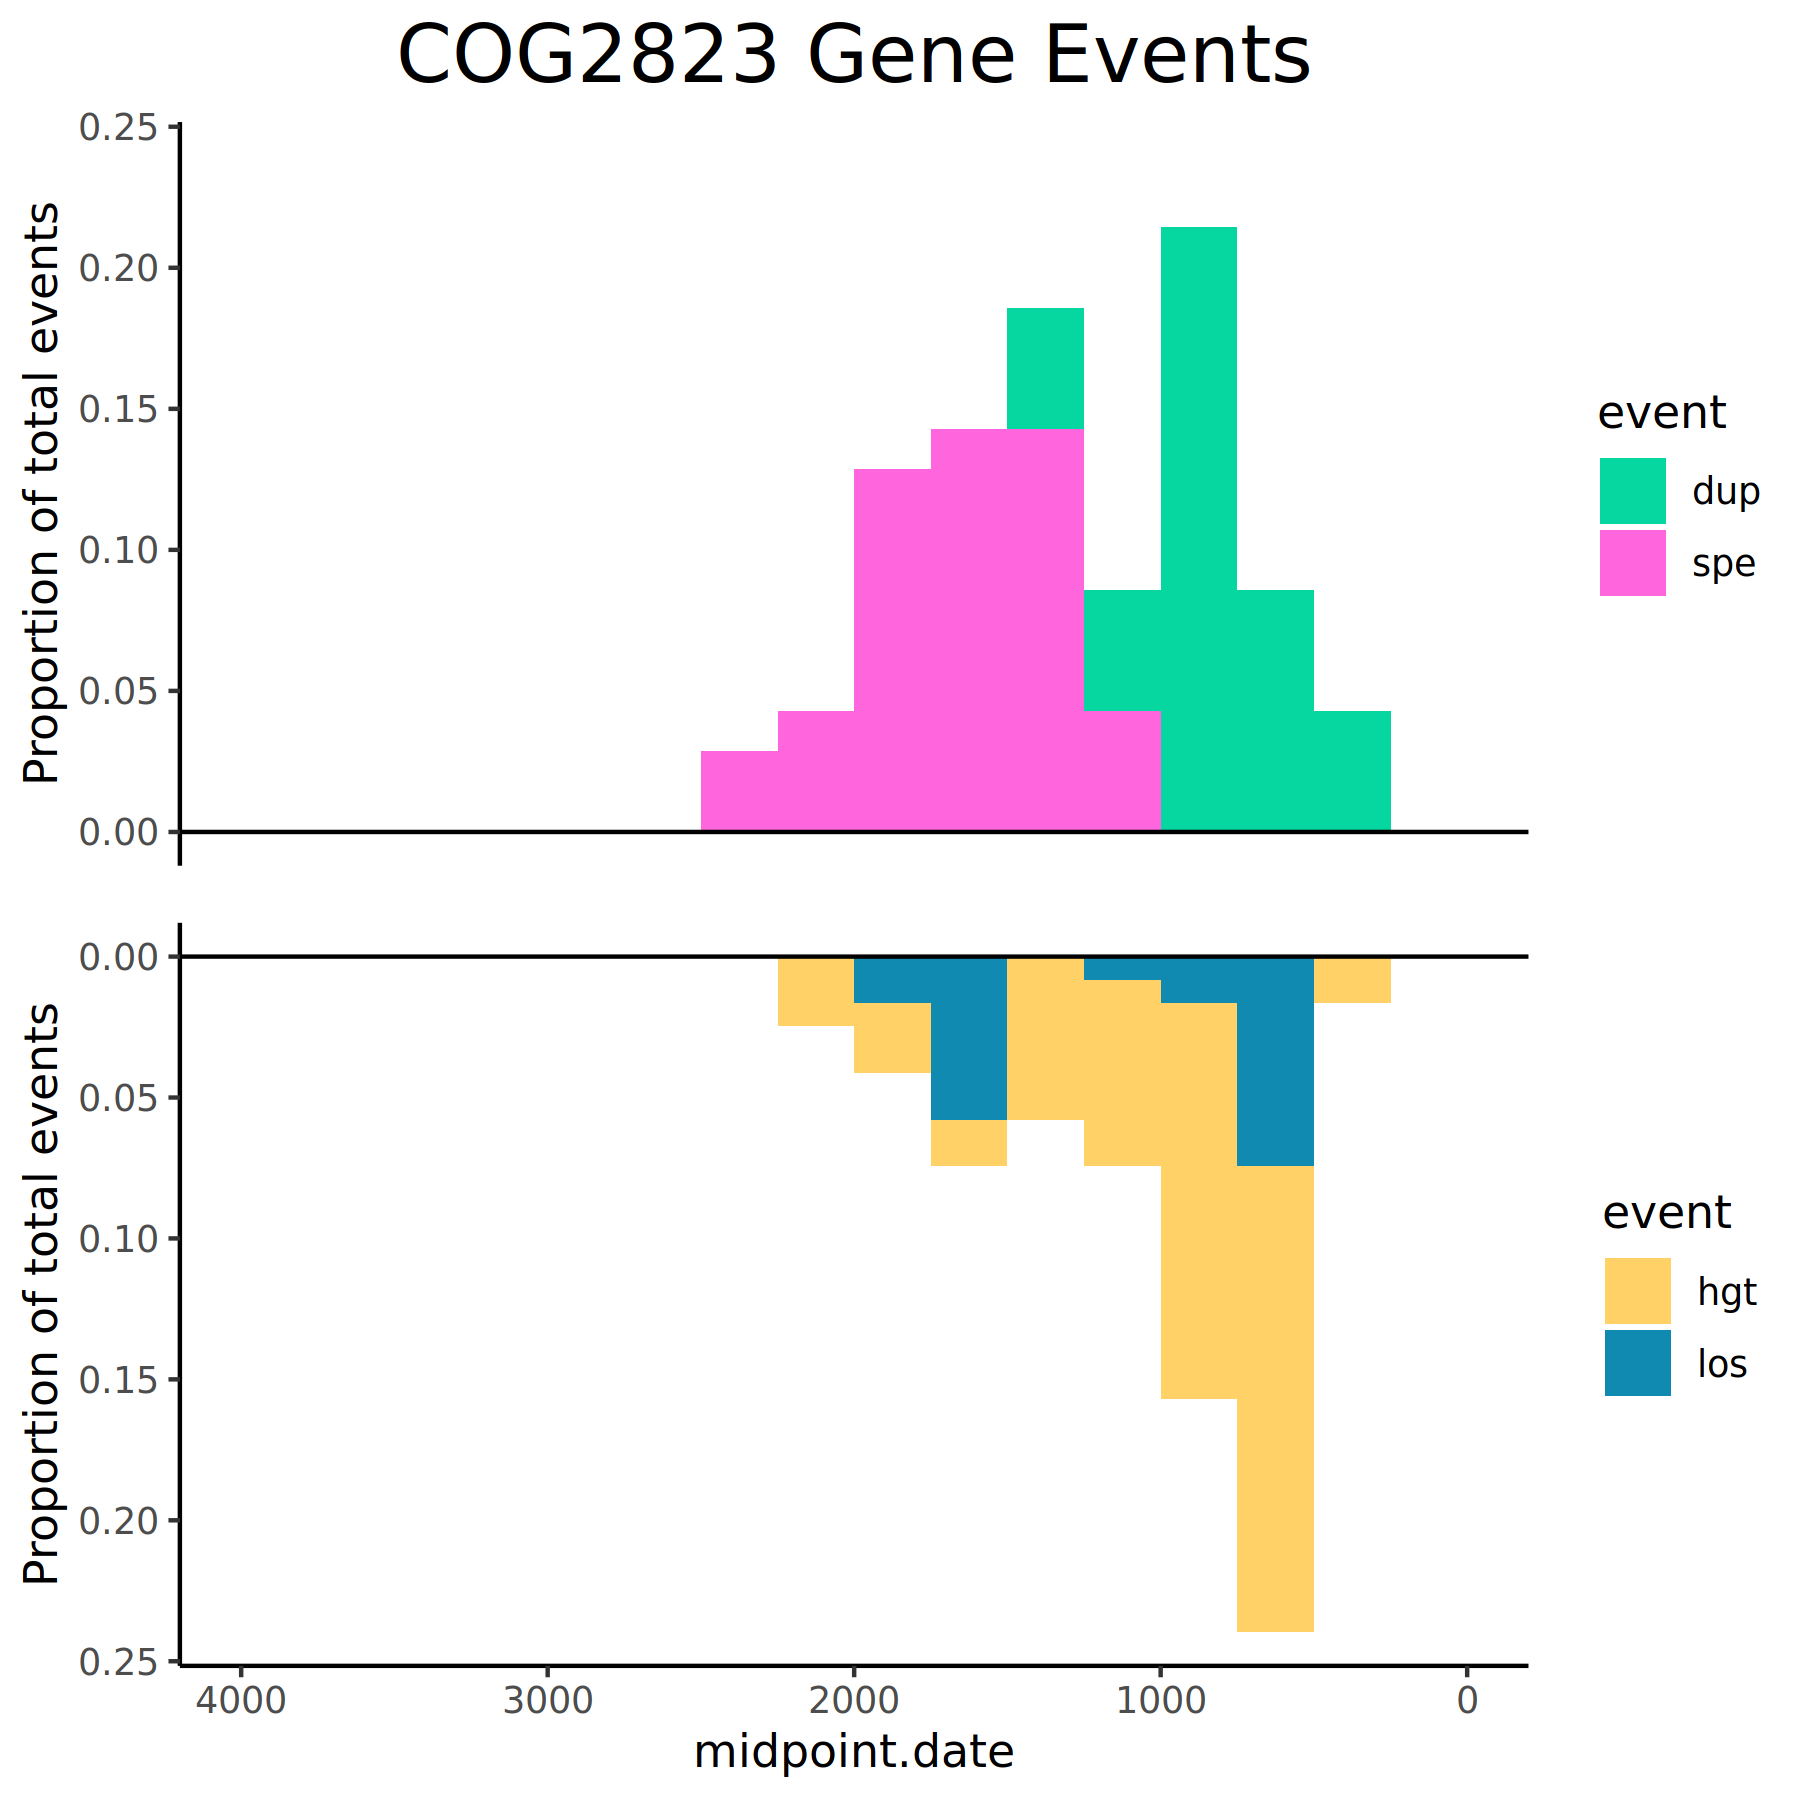 COG2823 Gene Events
0.25
0.20
0.15
0.10
0.05
0.00
Proportion of total events
event
dup
spe
0.00
0.05
0.10
0.15
0.20
0.25
Proportion of total events
event
hgt
los
4000 3000 2000 1000 0
midpoint.date